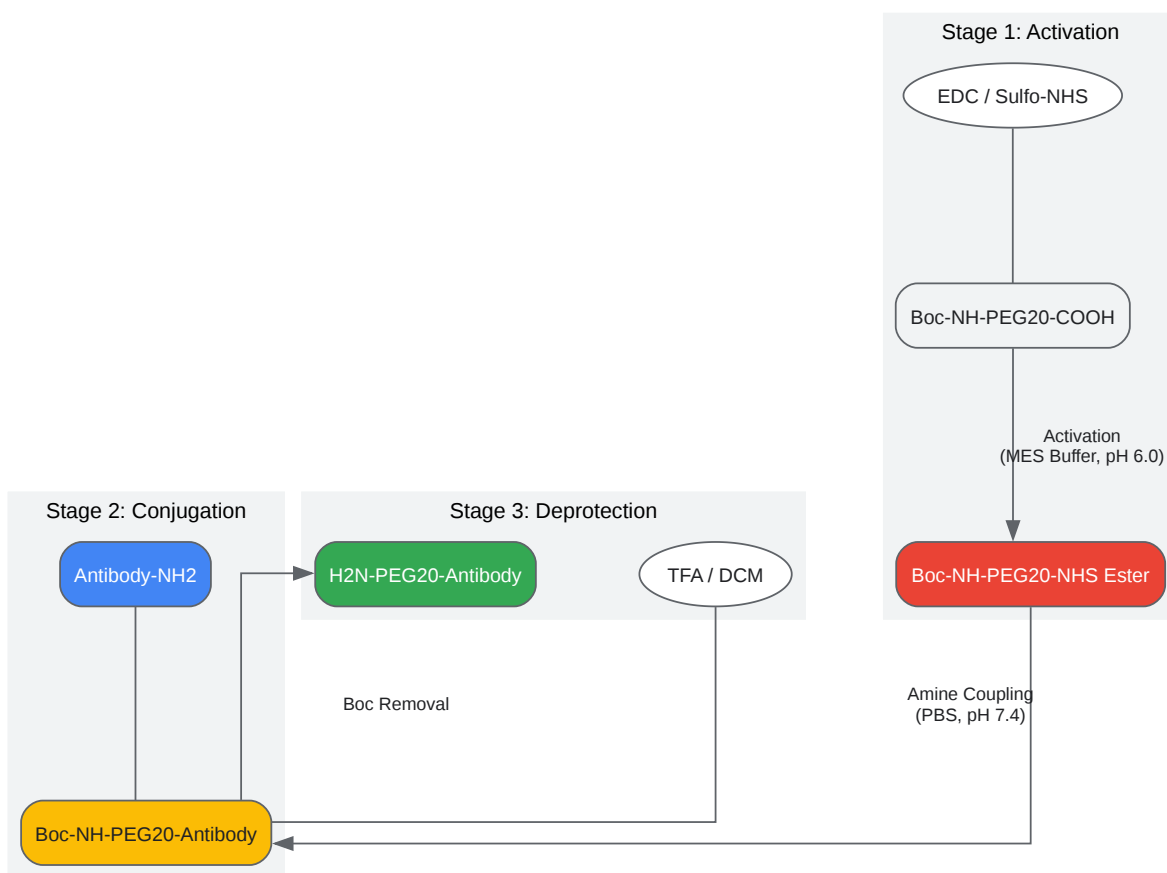 Stage 1: Activation
EDC / Sulfo-NHS
Boc-NH-PEG20-COOH
Activation
(MES Buffer, pH 6.0)
Boc-NH-PEG20-NHS Ester
Stage 2: Conjugation
Antibody-NH2
Stage 3: Deprotection
H2N-PEG20-Antibody
TFA / DCM
Boc Removal
Amine Coupling
(PBS, pH 7.4)
Boc-NH-PEG20-Antibody